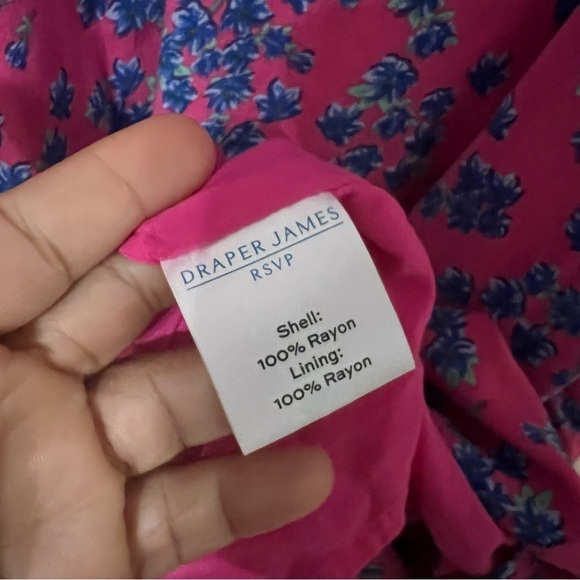 DRAPER JAMES
RSVP
Shell:
100% Rayon
Lining:
100% Rayon